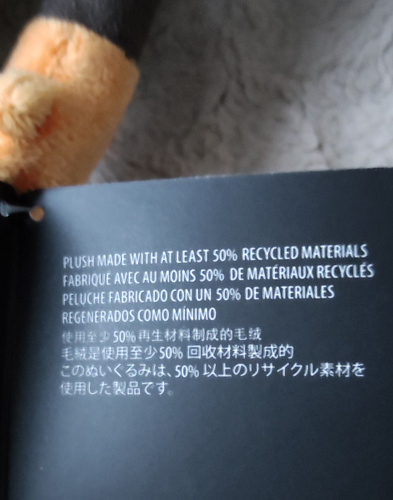 PLUSH MADE WITH AT LEAST 50% RECYCLED MATERIALS
FABRIQUÉ AVEC AU MOINS 50% DE MATÉRIAUX RECYCLÉS
PELUCHE FABRICADO CON UN 50% DE MATERIALES
REGENERADOS COMO MÍNIMO
使用至少50%再生材料制成的毛绒
毛絨是使用至少50%回收材料製成的
このぬいぐるみは、50%以上のリサイクル素材を
使用した製品です。